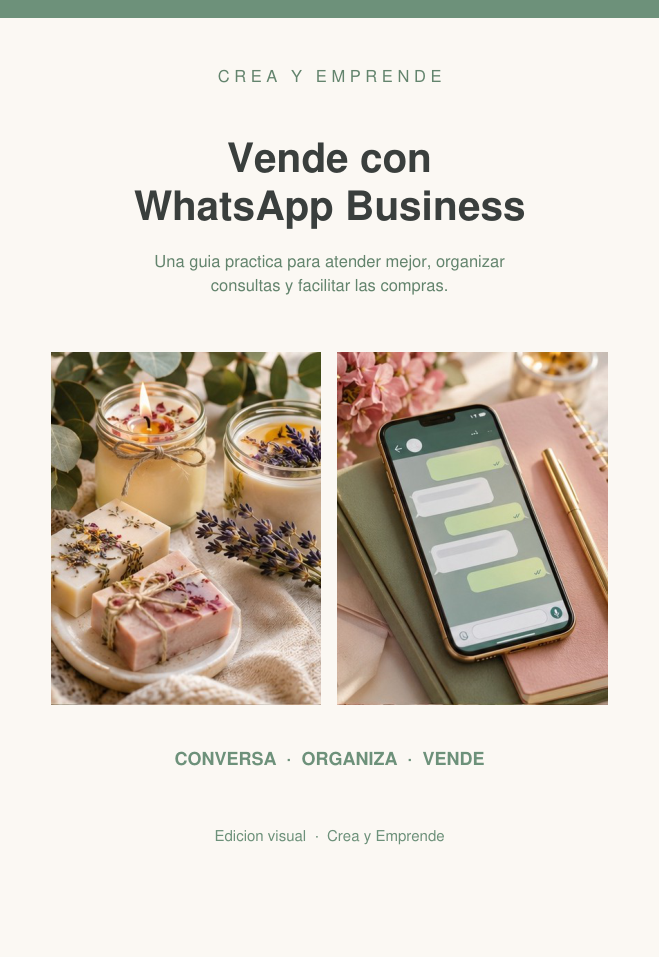 CREA Y EMPRENDE
Vende con
WhatsApp Business
Una guia practica para atender mejor, organizar
consultas y facilitar las compras.
CONVERSA · ORGANIZA · VENDE
Edicion visual · Crea y Emprende